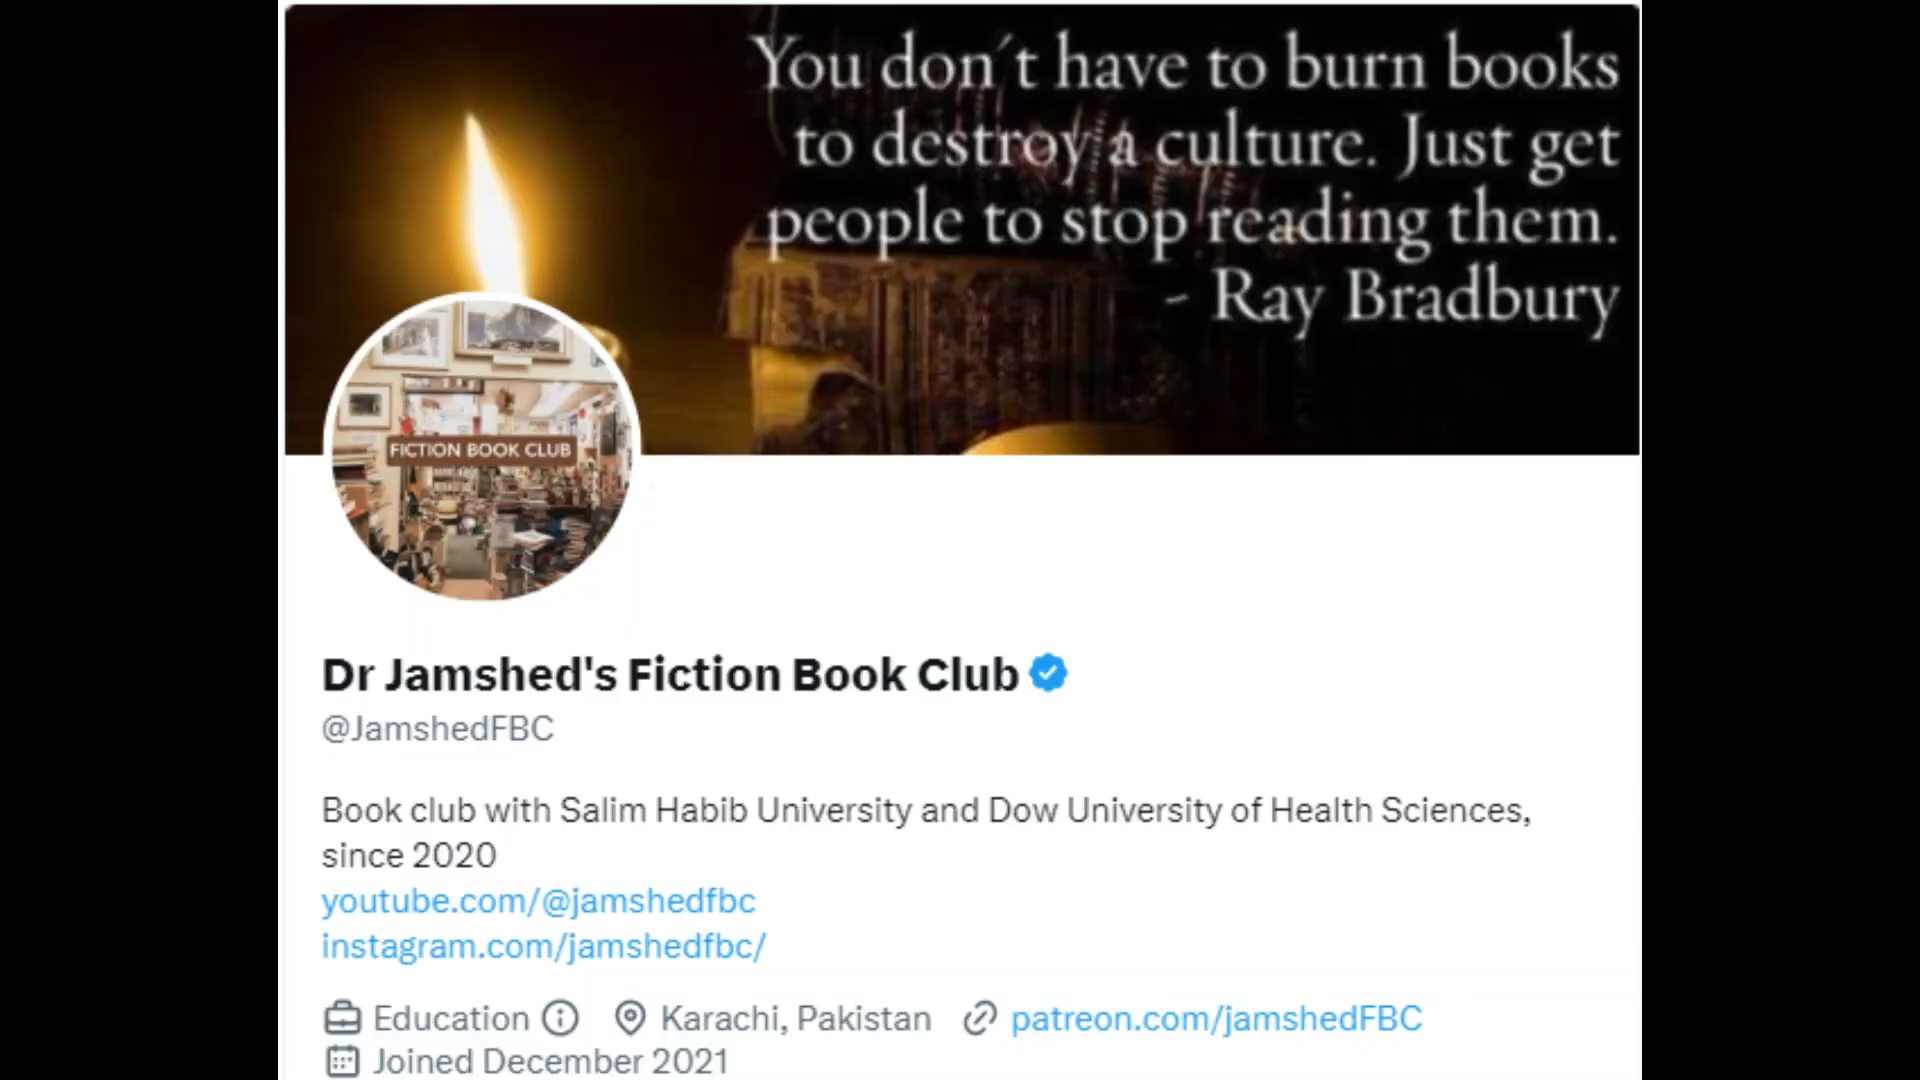 You don´t have to burn books
to destroy a culture. Just get
people to stop reading them.
- Ray Bradbury
FICTION BOOK CLUB
Dr Jamshed's Fiction Book Club
@JamshedFBC
Book club with Salim Habib University and Dow University of Health Sciences,
since 2020
youtube.com/@jamshedfbc
instagram.com/jamshedfbc/
Education Karachi, Pakistan patreon.com/jamshedFBC
Joined December 2021